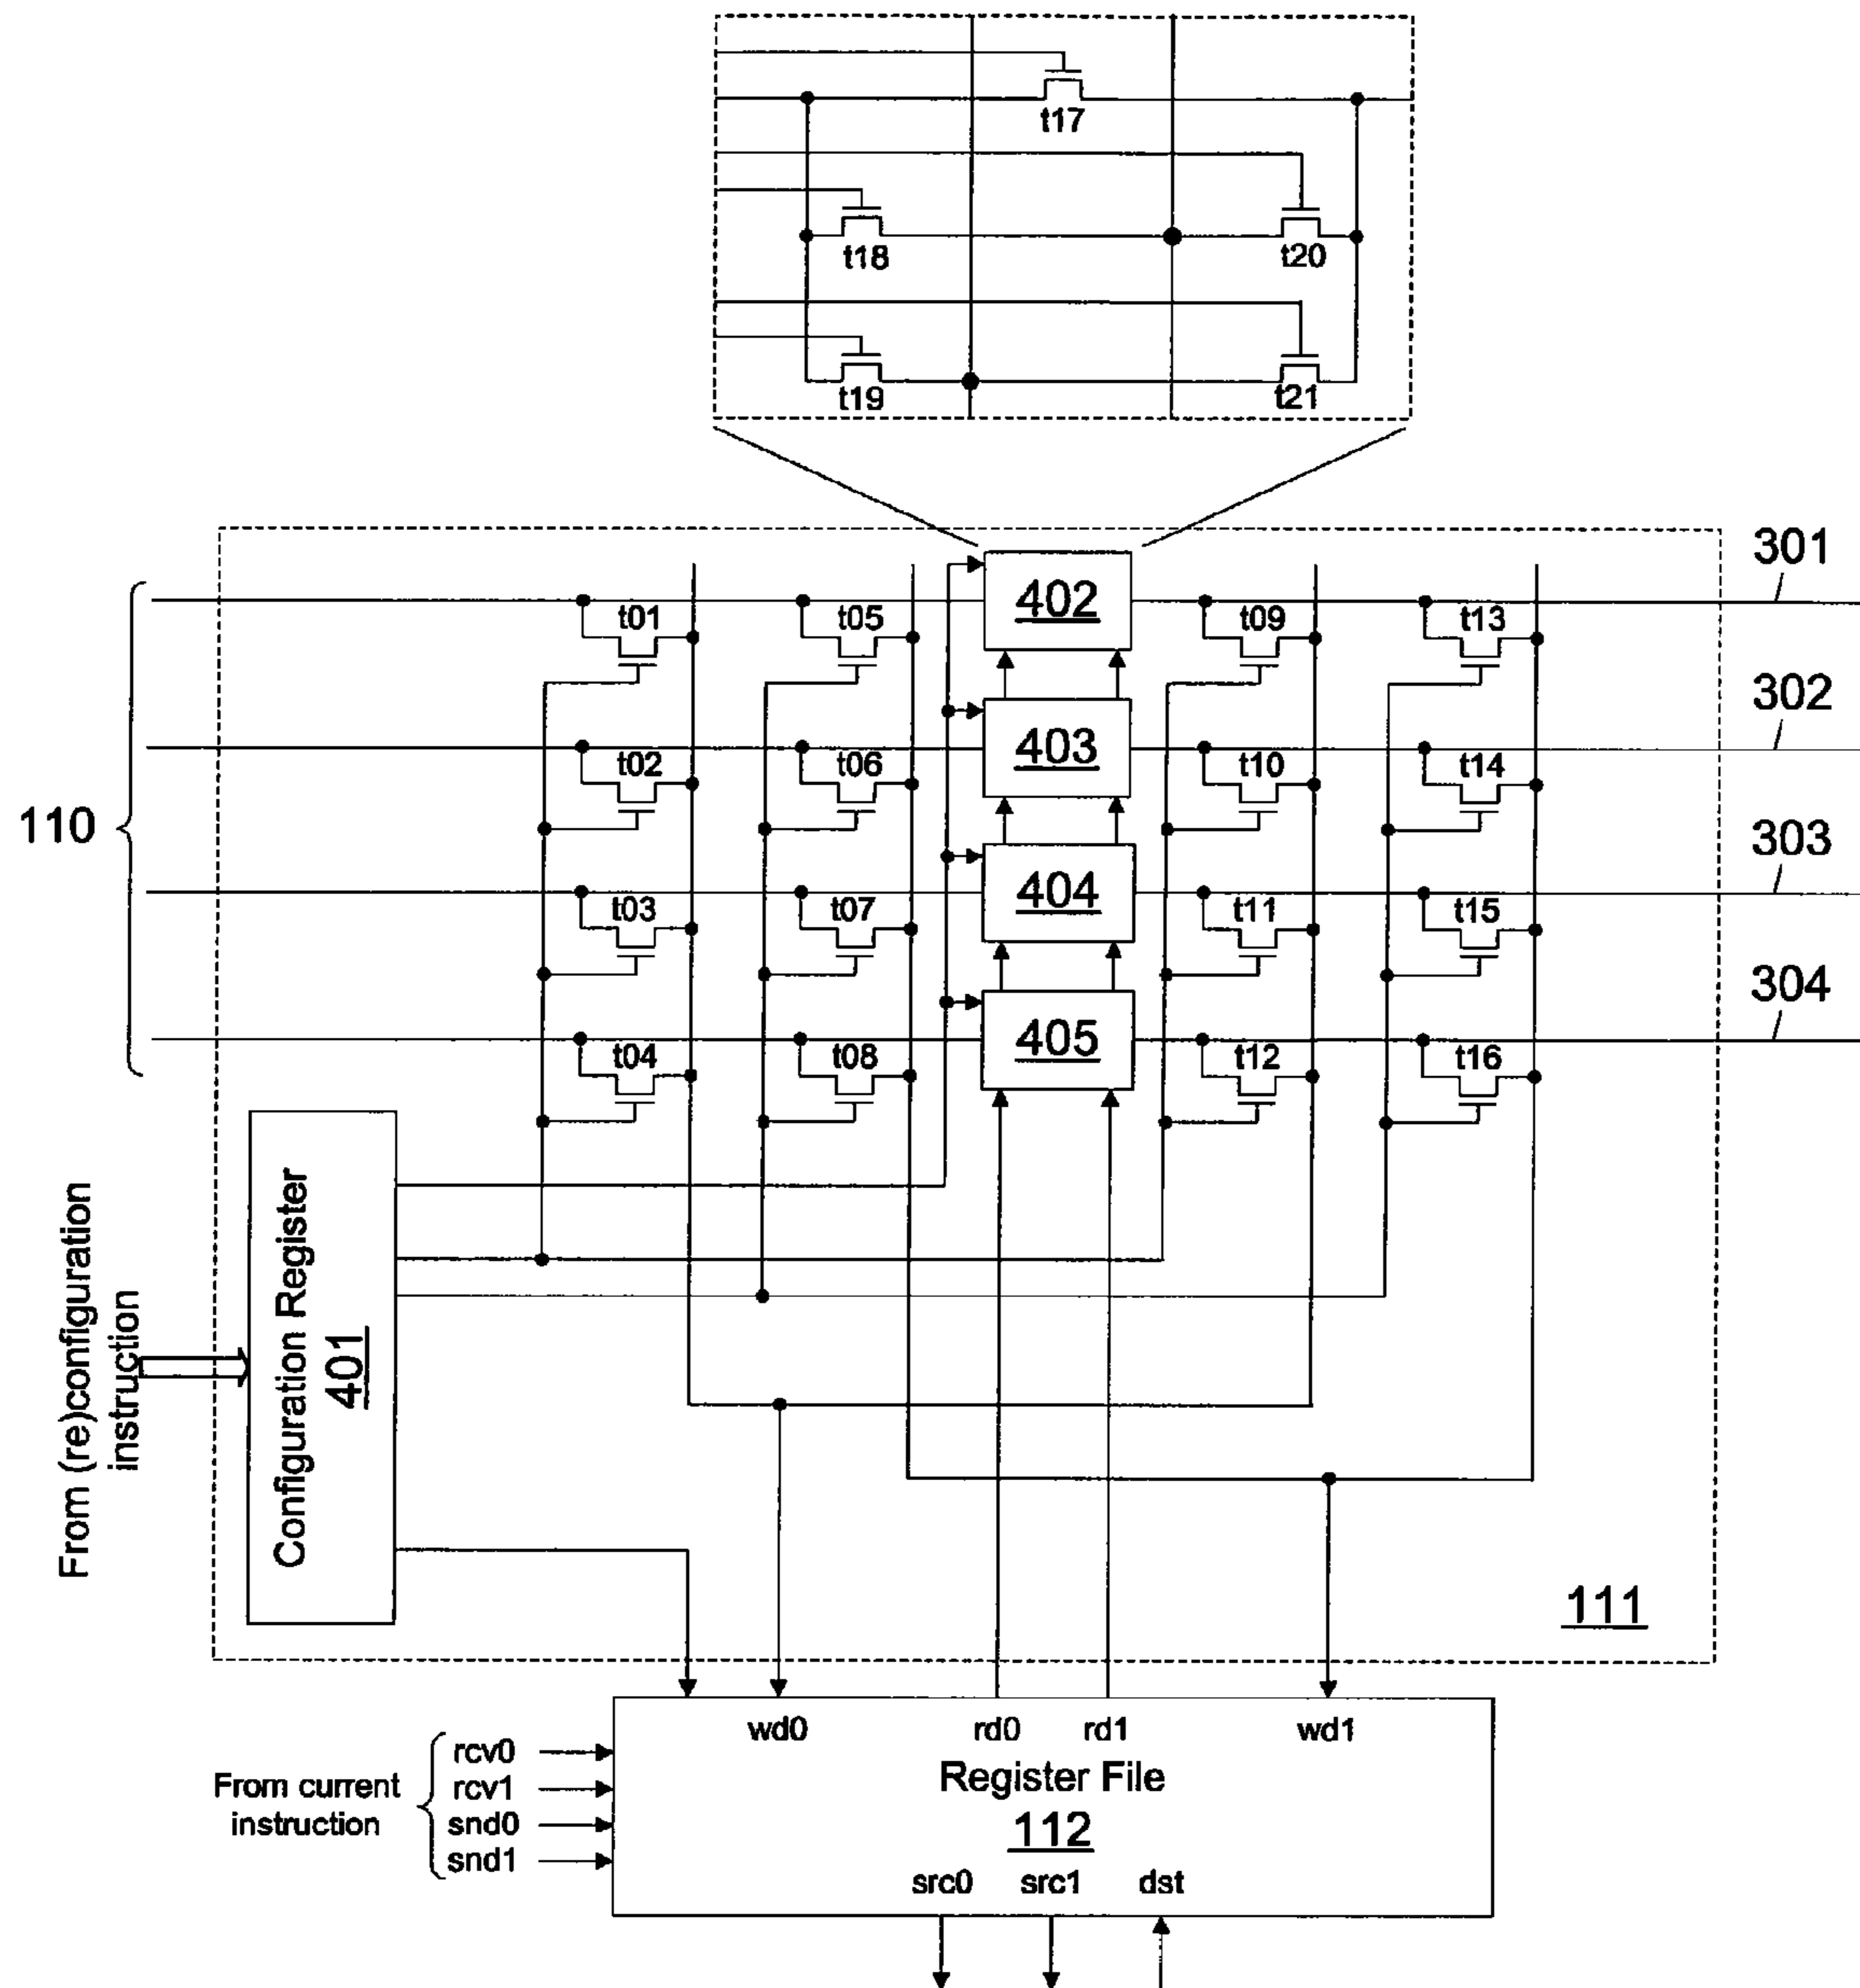 t17
t18
t20
t19
t21
301
402
t01
t05
t09
t13
302
403
t02
t06
t10
t14
110
303
404
t03
t07
t11
t15
304
405
t04
t08
t12
t16
From (re)configuration
instruction
Configuration Register
401
111
wd0
rd0
rd1
wd1
rcv0
rcv1
snd0
snd1
From current
instruction
Register File
112
src0
src1
dst